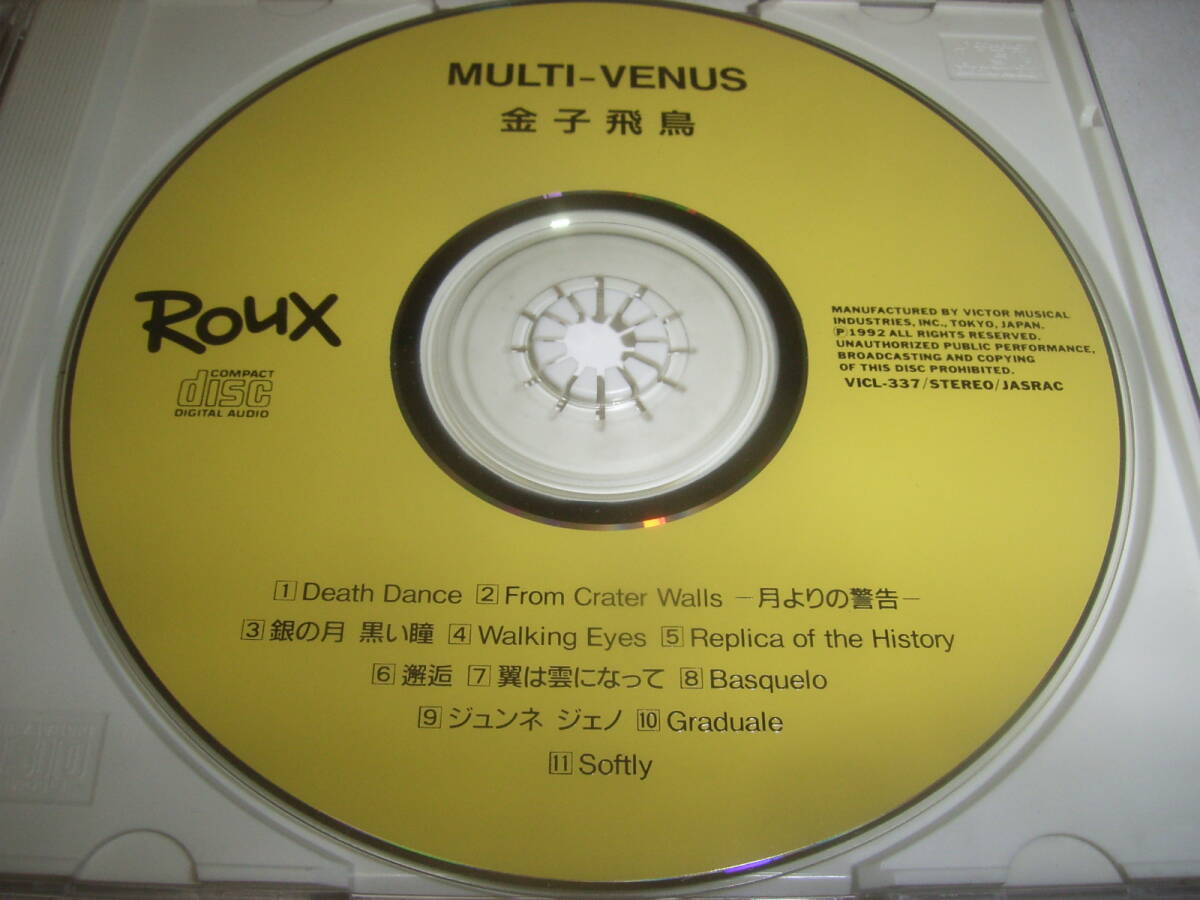 MULTI-VENUS
金子飛鳥
Roux
COMPACT
disc
DIGITAL AUDIO
MANUFACTURED BY VICTOR MUSICAL
INDUSTRIES, INC., TOKYO, JAPAN.
Ⓟ1992 ALL RIGHTS RESERVED.
UNAUTHORIZED PUBLIC PERFORMANCE,
BROADCASTING AND COPYING
OF THIS DISC PROHIBITED.
VICL-337/STEREO/JASRAC
1 Death Dance 2 From Crater Walls －月よりの警告－
3 銀の月 黒い瞳 4 Walking Eyes 5 Replica of the History
6 邂逅 7 翼は雲になって 8 Basquelo
9 ジュンネ ジェノ 10 Graduale
11 Softly